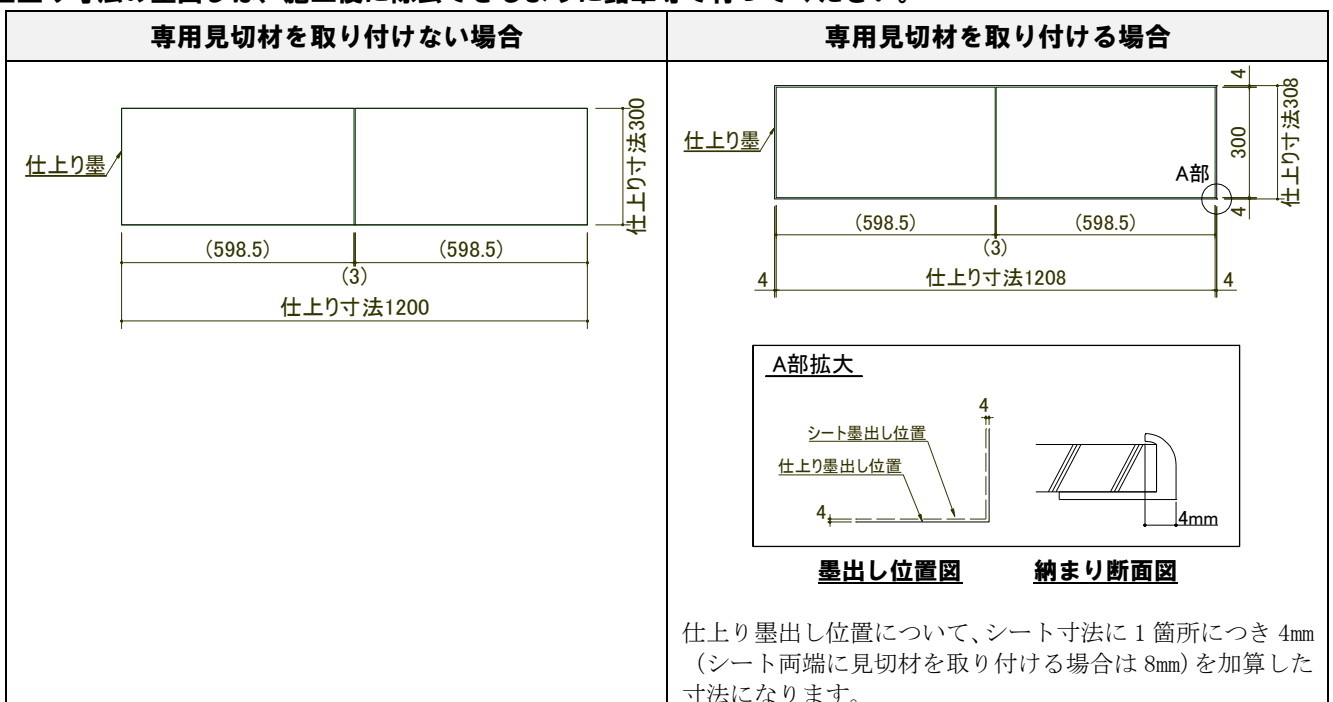 専用見切材を取り付けない場合
仕上り墨
仕上り寸法300
(598.5)
(598.5)
(3)
仕上り寸法1200
専用見切材を取り付ける場合
仕上り墨
4
300
仕上り寸法308
A部
4
(598.5)
(598.5)
(3)
4
仕上り寸法1208
4
A部拡大
4
シート墨出し位置
仕上り墨出し位置
4
4mm
墨出し位置図
納まり断面図
仕上り墨出し位置について、シート寸法に1箇所につき4㎜
(シート両端に見切材を取り付ける場合は8㎜)を加算した
寸法になります。